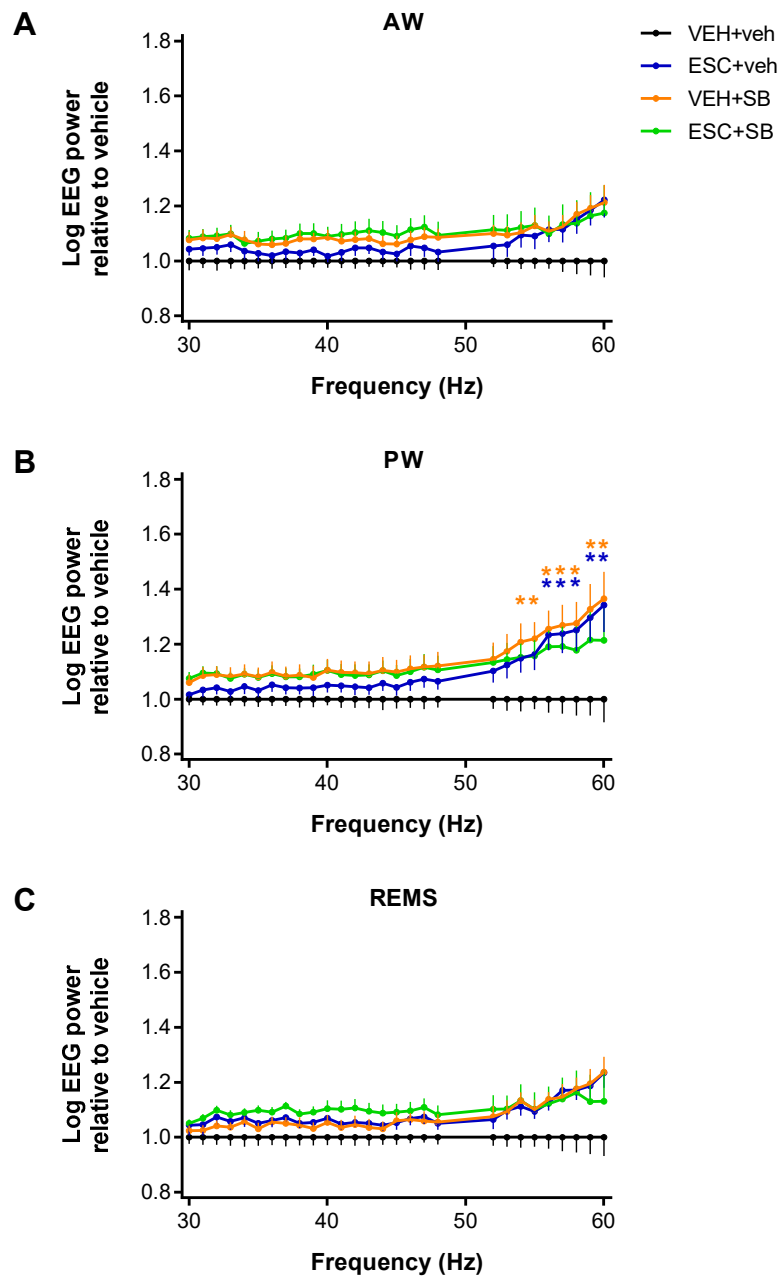 A
AW
VEH+veh
ESC+veh
VEH+SB
ESC+SB
Log EEG power
relative to vehicle
1.8
1.6
1.4
1.2
1.0
0.8
30
40
50
60
Frequency (Hz)
B
PW
Log EEG power
relative to vehicle
1.8
1.6
1.4
1.2
1.0
0.8
** *** **
** *** **
30
40
50
60
Frequency (Hz)
C
REMS
Log EEG power
relative to vehicle
1.8
1.6
1.4
1.2
1.0
0.8
30
40
50
60
Frequency (Hz)